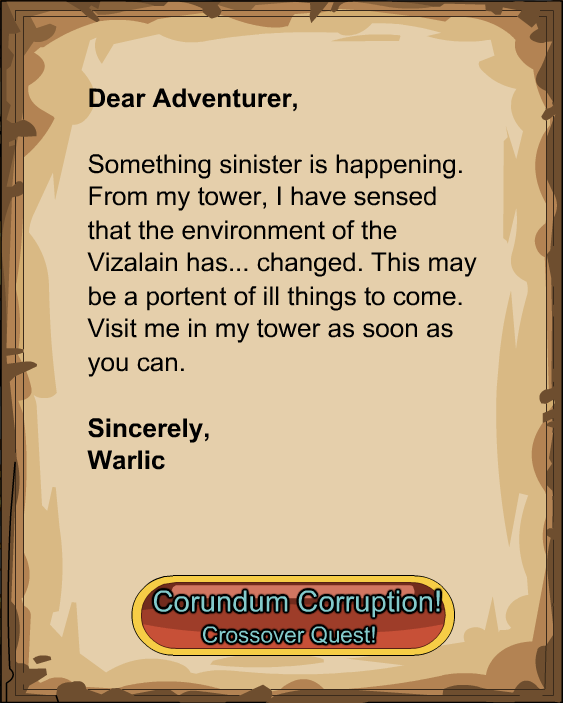 Dear Adventurer,
Something sinister is happening.
From my tower, I have sensed
that the environment of the
Vizalain has... changed. This may
be a portent of ill things to come.
Visit me in my tower as soon as
you can.
Sincerely,
Warlic
Corundum Corruption!
Crossover Quest!